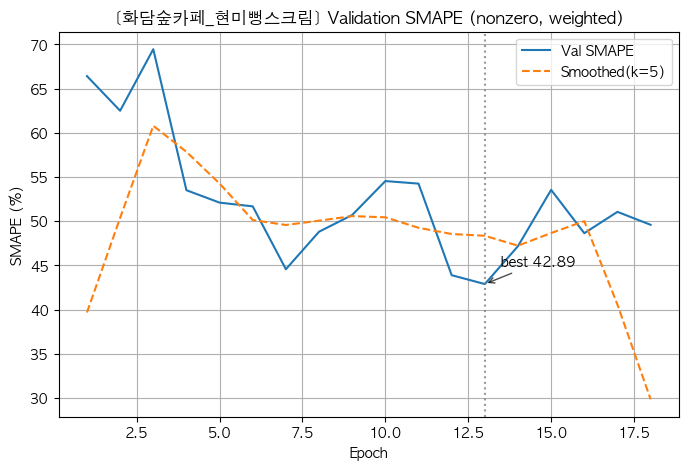 [화담숲카페_현미뻥스크림] Validation SMAPE (nonzero, weighted)
Val SMAPE
Smoothed(k=5)
best 42.89
SMAPE (%)
70
65
60
55
50
45
40
35
30
2.5 5.0 7.5 10.0 12.5 15.0 17.5
Epoch